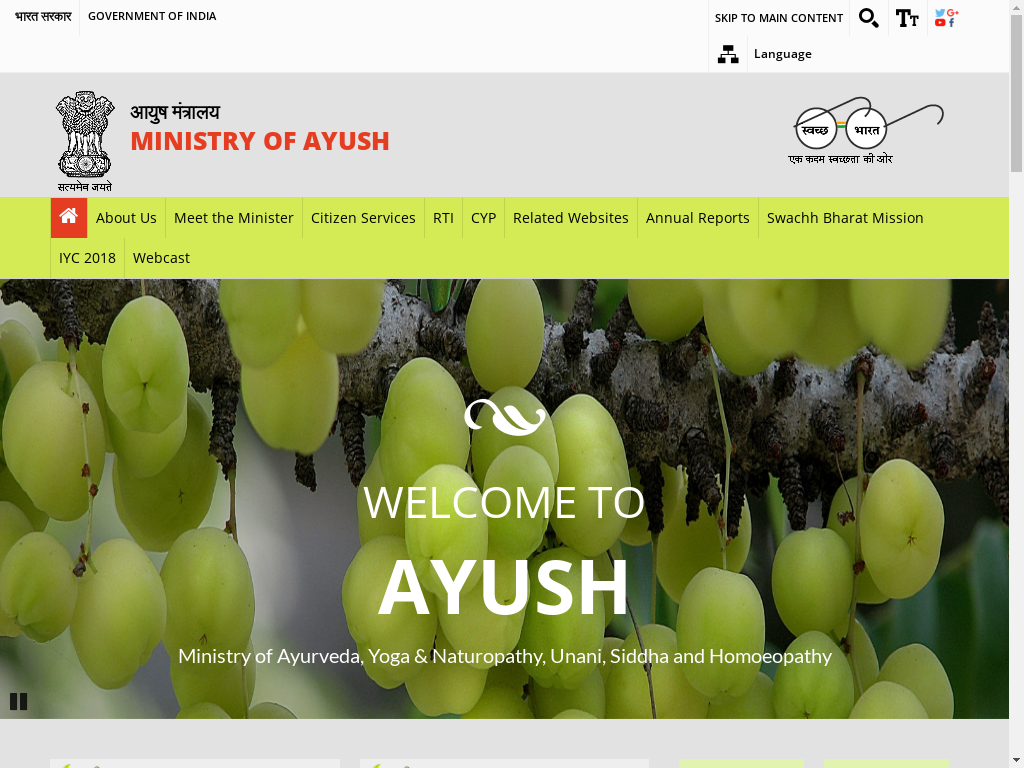 भारत सरकार
GOVERNMENT OF INDIA
SKIP TO MAIN CONTENT
Language
आयुष मंत्रालय
MINISTRY OF AYUSH
सत्यमेव जयते
स्वच्छ भारत
एक कदम स्वच्छता की ओर
About Us
Meet the Minister
Citizen Services
RTI
CYP
Related Websites
Annual Reports
Swachh Bharat Mission
IYC 2018
Webcast
WELCOME TO
AYUSH
Ministry of Ayurveda, Yoga & Naturopathy, Unani, Siddha and Homoeopathy